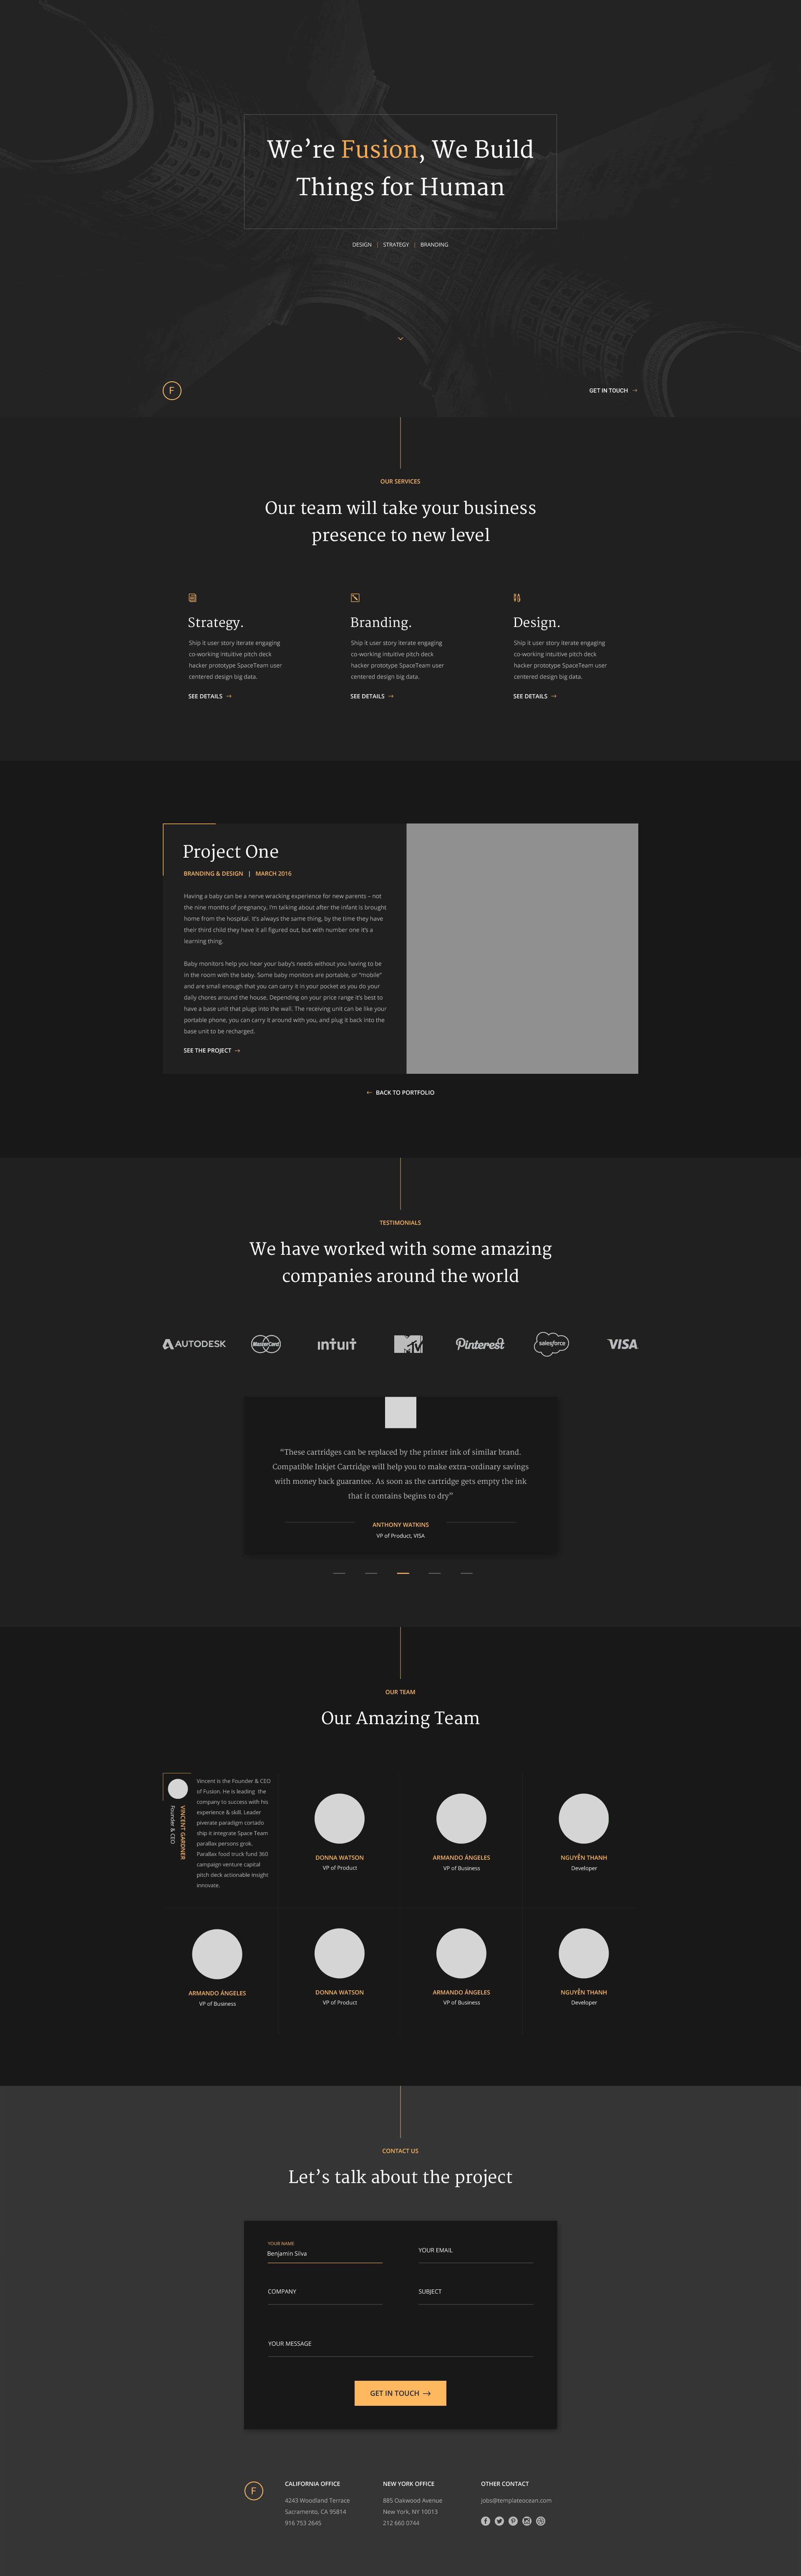 We’re Fusion, We Build
Things for Human
DESIGN | STRATEGY | BRANDING
F
GET IN TOUCH →
OUR SERVICES
Our team will take your business
presence to new level
Strategy.
Ship it user story iterate engaging
co-working intuitive pitch deck
hacker prototype SpaceTeam user
centered design big data.
SEE DETAILS →
Branding.
Ship it user story iterate engaging
co-working intuitive pitch deck
hacker prototype SpaceTeam user
centered design big data.
SEE DETAILS →
Design.
Ship it user story iterate engaging
co-working intuitive pitch deck
hacker prototype SpaceTeam user
centered design big data.
SEE DETAILS →
Project One
BRANDING & DESIGN | MARCH 2016
Having a baby can be a nerve wracking experience for new parents – not
the nine months of pregnancy, I’m talking about after the infant is brought
home from the hospital. It’s always the same thing, by the time they have
their third child they have it all figured out, but with number one it’s a
learning thing.
Baby monitors help you hear your baby’s needs without you having to be
in the room with the baby. Some baby monitors are portable, or “mobile”
and are small enough that you can carry it in your pocket as you do your
daily chores around the house. Depending on your price range it’s best to
have a base unit that plugs into the wall. The receiving unit can be like your
portable phone, you can carry it around with you, and plug it back into the
base unit to be recharged.
SEE THE PROJECT →
← BACK TO PORTFOLIO
TESTIMONIALS
We have worked with some amazing
companies around the world
AUTODESK
MasterCard
intuit
MTV
Pinterest
salesforce
VISA
“These cartridges can be replaced by the printer ink of similar brand.
Compatible Inkjet Cartridge will help you to make extra-ordinary savings
with money back guarantee. As soon as the cartridge gets empty the ink
that it contains begins to dry”
ANTHONY WATKINS
VP of Product, VISA
OUR TEAM
Our Amazing Team
VINCENT GARDNER
Founder & CEO
Vincent is the Founder & CEO
of Fusion. He is leading the
company to success with his
experience & skill. Leader
piverate paradigm cortado
ship it integrate Space Team
parallax persons grok.
Parallax food truck fund 360
campaign venture capital
pitch deck actionable insight
innovate.
DONNA WATSON
VP of Product
ARMANDO ÁNGELES
VP of Business
NGUYỄN THANH
Developer
ARMANDO ÁNGELES
VP of Business
DONNA WATSON
VP of Product
ARMANDO ÁNGELES
VP of Business
NGUYỄN THANH
Developer
CONTACT US
Let’s talk about the project
YOUR NAME
Benjamin Silva
YOUR EMAIL
COMPANY
SUBJECT
YOUR MESSAGE
GET IN TOUCH →
F
CALIFORNIA OFFICE
4243 Woodland Terrace
Sacramento, CA 95814
916 753 2645
NEW YORK OFFICE
885 Oakwood Avenue
New York, NY 10013
212 660 0744
OTHER CONTACT
jobs@templateocean.com